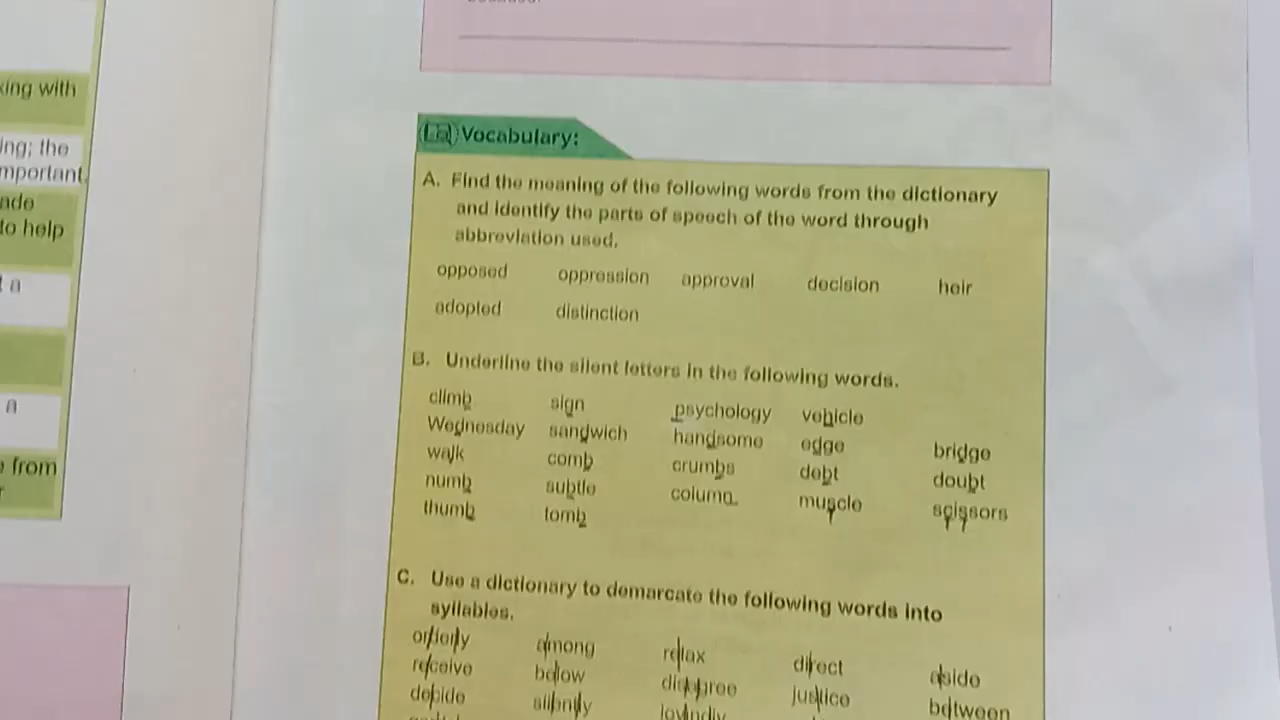 king with
ing; the
mportant
ade
to help
a
a
from
Vocabulary:
A. Find the meaning of the following words from the dictionary
and identify the parts of speech of the word through
abbreviation used.
opposed oppression approval decision heir
adopted distinction
B. Underline the silent letters in the following words.
climb sign psychology vehicle
Wednesday sandwich handsome edge bridge
walk comb crumbs debt doubt
numb subtle column muscle scissors
thumb tomb
C. Use a dictionary to demarcate the following words into
syllables.
orderly among relax direct aside
receive below disagree justice between
decide silently